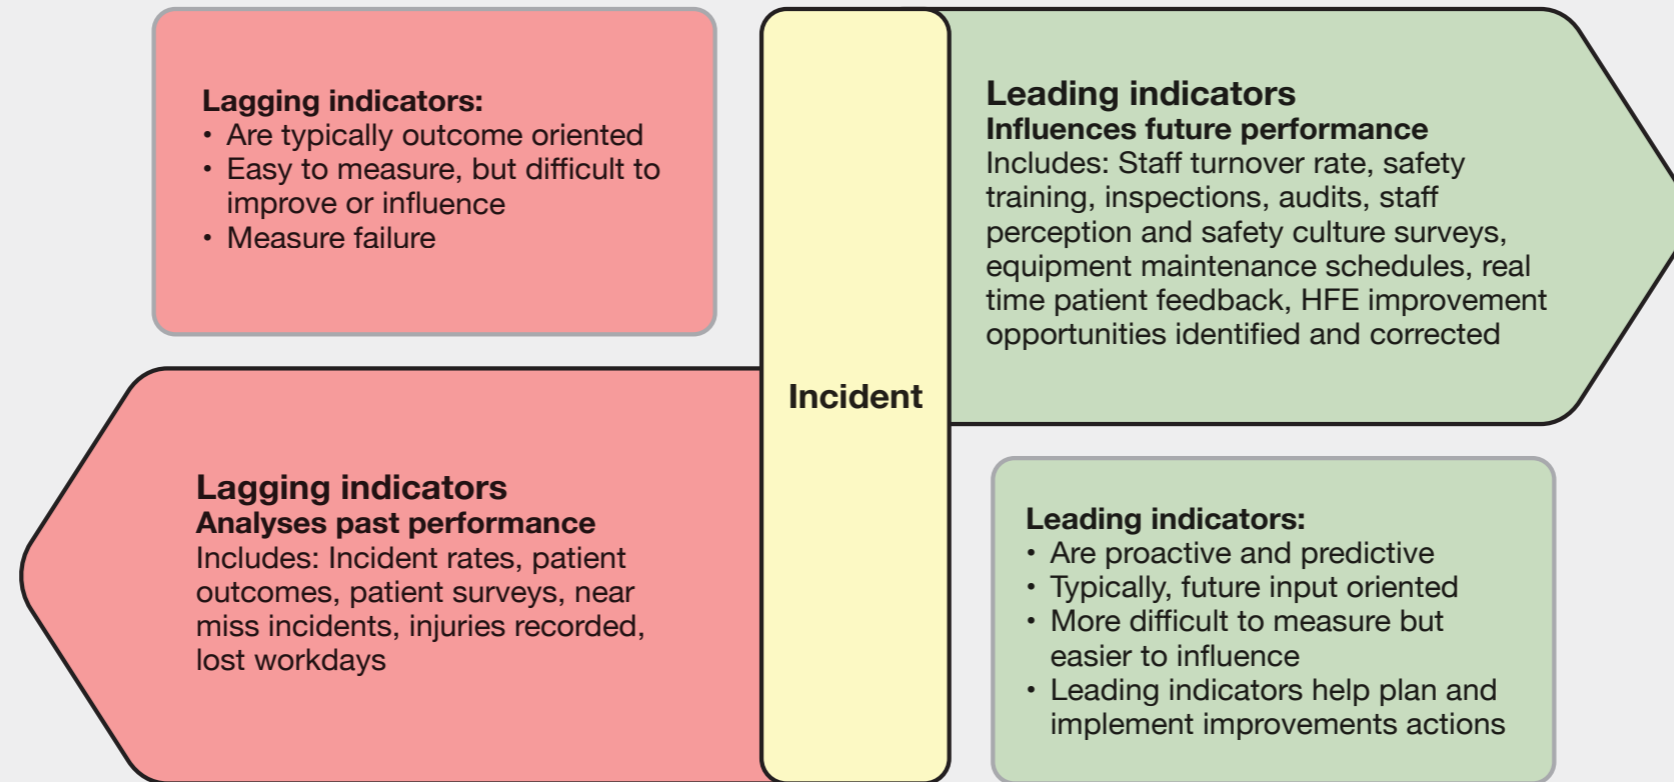 Lagging indicators:
• Are typically outcome oriented
• Easy to measure, but difficult to
improve or influence
• Measure failure
Lagging indicators
Analyses past performance
Includes: Incident rates, patient
outcomes, patient surveys, near
miss incidents, injuries recorded,
lost workdays
Incident
Leading indicators
Influences future performance
Includes: Staff turnover rate, safety
training, inspections, audits, staff
perception and safety culture surveys,
equipment maintenance schedules, real
time patient feedback, HFE improvement
opportunities identified and corrected
Leading indicators:
• Are proactive and predictive
• Typically, future input oriented
• More difficult to measure but
easier to influence
• Leading indicators help plan and
implement improvements actions